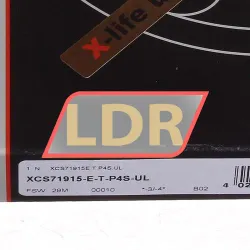 X-life u
LDR
1 N XCS71915E-T-P4S-UL
XCS71915-E-T-P4S-UL
FSW 29M 00010 *-3/-4* B02
4 02